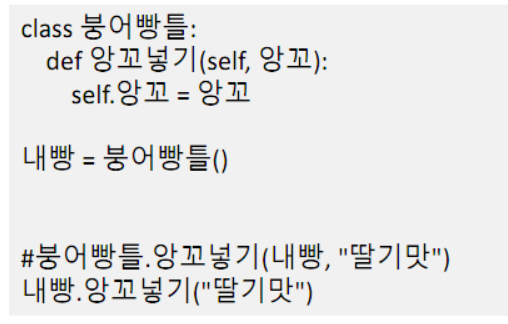 class 붕어빵틀:
def 앙꼬넣기(self, 앙꼬):
self.앙꼬 = 앙꼬
내빵 = 붕어빵틀()
#붕어빵틀.앙꼬넣기(내빵, "딸기맛")
내빵.앙꼬넣기("딸기맛")